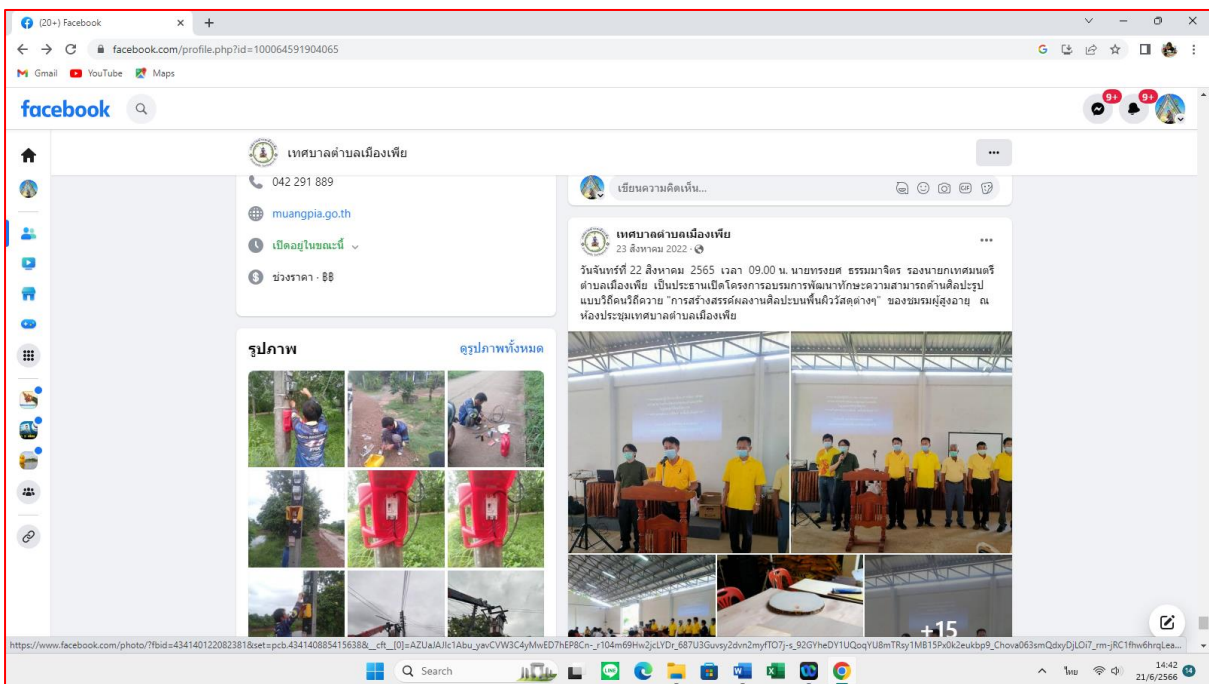 (20+) Facebook
facebook.com/profile.php?id=100064591904065
Gmail YouTube Maps
facebook
9+ 9+
เทศบาลตำบลเมืองเพีย
042 291 889
muangpia.go.th
เปิดอยู่ในขณะนี้
ช่วงราคา · ฿฿
รูปภาพ
ดูรูปภาพทั้งหมด
เขียนความคิดเห็น...
เทศบาลตำบลเมืองเพีย
23 สิงหาคม 2022 ·
วันจันทร์ที่ 22 สิงหาคม 2565 เวลา 09.00 น. นายทรงยศ ธรรมมาจิตร รองนายกเทศมนตรี
ตำบลเมืองเพีย เป็นประธานเปิดโครงการอบรมการพัฒนาทักษะความสามารถด้านศิลปะรูป
แบบวิถีคนวิถีควาย "การสร้างสรรค์ผลงานศิลปะบนพื้นผิววัสดุต่างๆ" ของชมรมผู้สูงอายุ ณ
ห้องประชุมเทศบาลตำบลเมืองเพีย
+15
Search
ไทย
14:42
21/6/2566